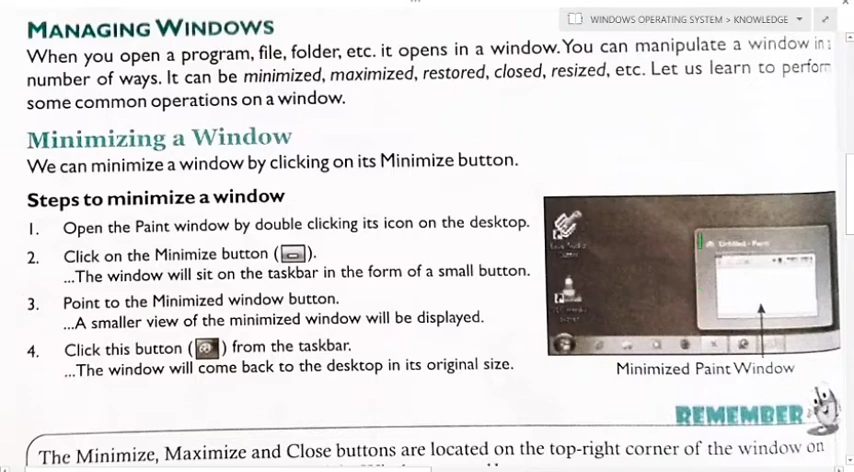 WINDOWS OPERATING SYSTEM > KNOWLEDGE
MANAGING WINDOWS
When you open a program, file, folder, etc. it opens in a window. You can manipulate a window in
number of ways. It can be minimized, maximized, restored, closed, resized, etc. Let us learn to perform
some common operations on a window.
Minimizing a Window
We can minimize a window by clicking on its Minimize button.
Steps to minimize a window
1. Open the Paint window by double clicking its icon on the desktop.
2. Click on the Minimize button ( ).
...The window will sit on the taskbar in the form of a small button.
3. Point to the Minimized window button.
...A smaller view of the minimized window will be displayed.
4. Click this button ( ) from the taskbar.
...The window will come back to the desktop in its original size.
Untitled - Paint
Minimized Paint Window
REMEMBER
The Minimize, Maximize and Close buttons are located on the top-right corner of the window on